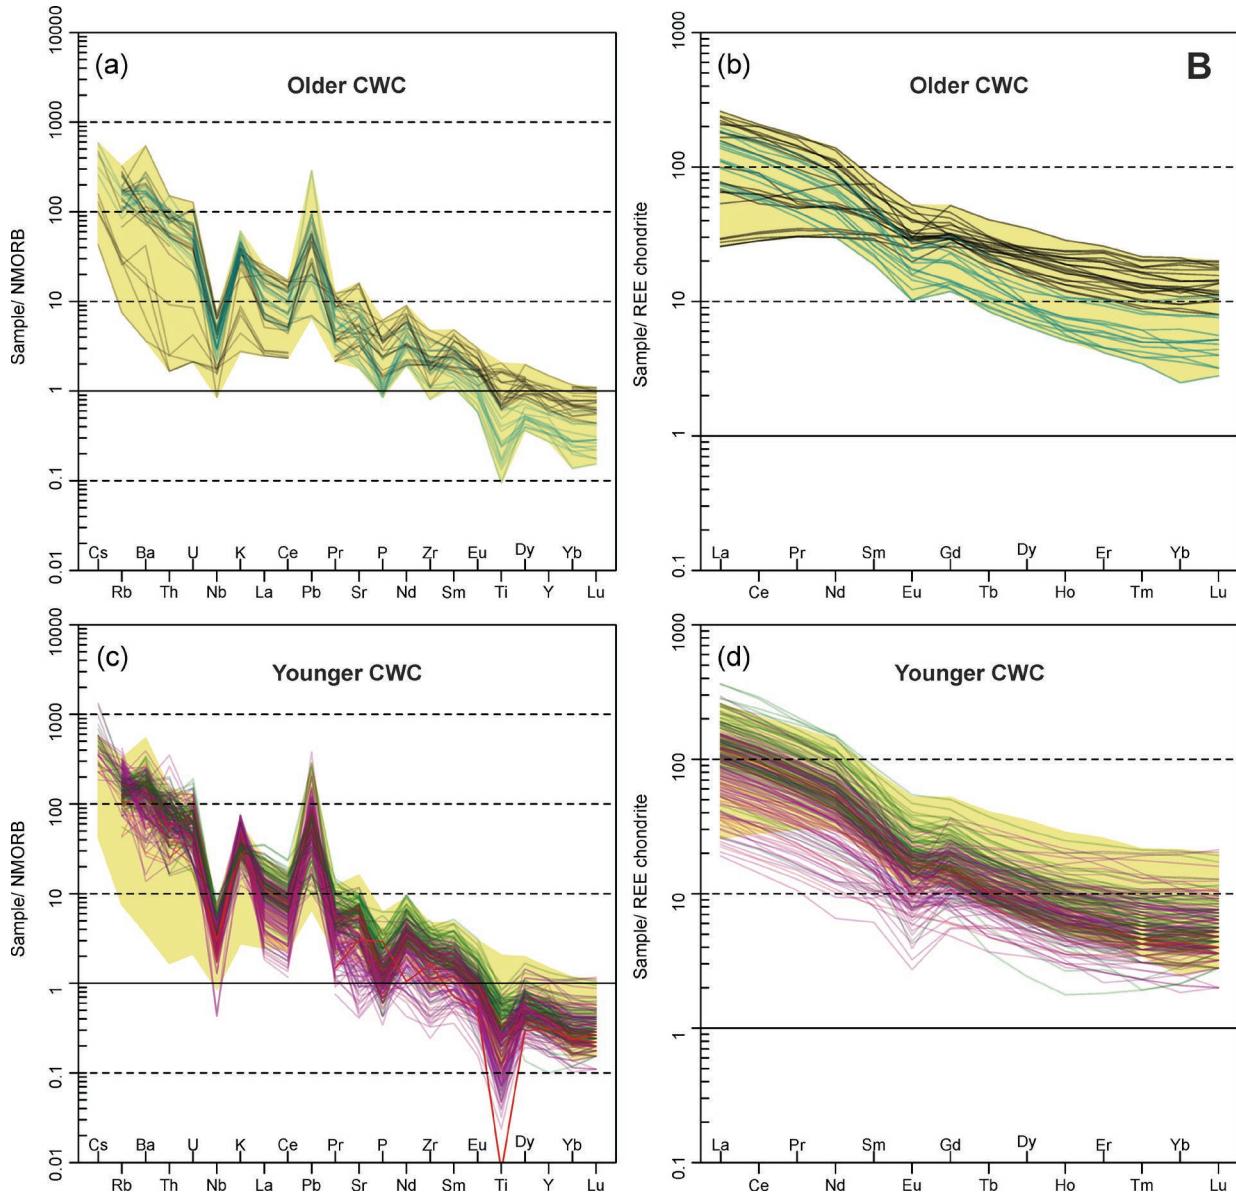 (a)
Older CWC
Sample/ NMORB
10000
1000
100
10
1
0.1
0.01
Cs Ba U K Ce Pr P Zr Eu Dy Yb
Pb
Rb Th Nb La Pb Sr Nd Sm Ti Y Lu
(b)
B
Older CWC
Sample/ REE chondrite
1000
100
10
1
0.1
La Pr Sm Gd Dy Er Yb
Ce Nd Eu Tb Ho Tm Lu
(c)
Younger CWC
Sample/ NMORB
10000
1000
100
10
1
0.1
0.01
Cs Ba U K Ce Pr P Zr Eu Dy Yb
Rb Th Nb La Pb Sr Nd Sm Ti Y Lu
(d)
Younger CWC
Sample/ REE chondrite
1000
100
10
1
0.1
La Pr Sm Gd Dy Er Yb
Ce Nd Eu Tb Ho Tm Lu